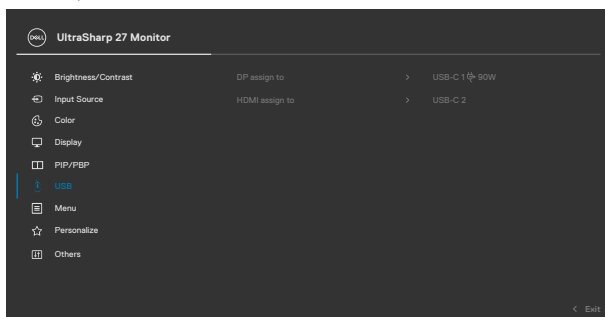 DELL UltraSharp 27 Monitor
Brightness/Contrast DP assign to > USB-C 1 90W
Input Source HDMI assign to > USB-C 2
Color
Display
PIP/PBP
USB
Menu
Personalize
Others
< Exit